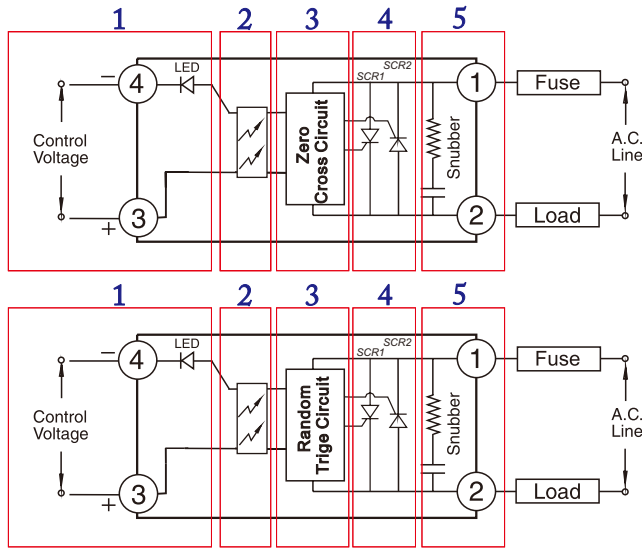 1 2 3 4 5
LED
SCR2
SCR1
−
4
1
Fuse
Control
Voltage
Zero
Cross Circuit
Snubber
A.C.
Line
+
3
2
Load
1 2 3 4 5
LED
SCR2
SCR1
−
4
1
Fuse
Control
Voltage
Random
Trige Circuit
Snubber
A.C.
Line
+
3
2
Load